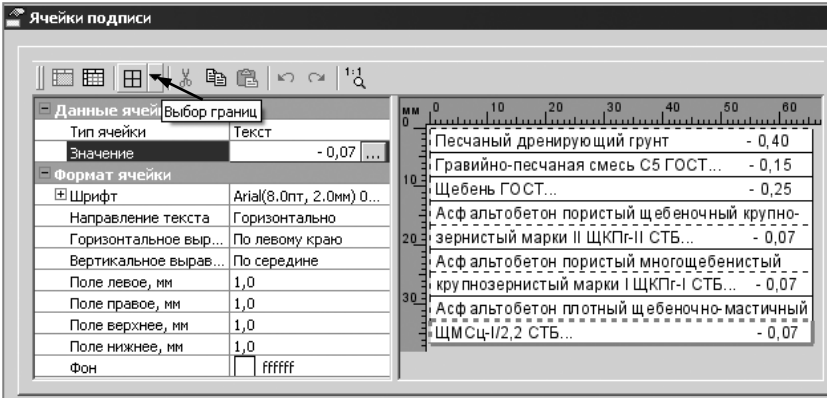 Ячейки подписи
1:1
Данные ячей
Выбор границ
Тип ячейки Текст
Значение - 0,07 ...
Формат ячейки
Шрифт Arial(8.0пт, 2.0мм) 0...
Направление текста Горизонтально
Горизонтальное выр... По левому краю
Вертикальное вырав... По середине
Поле левое, мм 1,0
Поле правое, мм 1,0
Поле верхнее, мм 1,0
Поле нижнее, мм 1,0
Фон ffffff
мм 0 10 20 30 40 50 60
0
10
20
30
Песчаный дренирующий грунт - 0,40
Гравийно-песчаная смесь С5 ГОСТ... - 0,15
Щебень ГОСТ... - 0,25
Асфальтобетон пористый щебеночный крупно-
зернистый марки II ЩКПг-II СТБ... - 0,07
Асфальтобетон пористый многощебенистый
крупнозернистый марки I ЩКПг-I СТБ... - 0,07
Асфальтобетон плотный щебеночно-мастичный
ЩМСц-I/2,2 СТБ... - 0,07